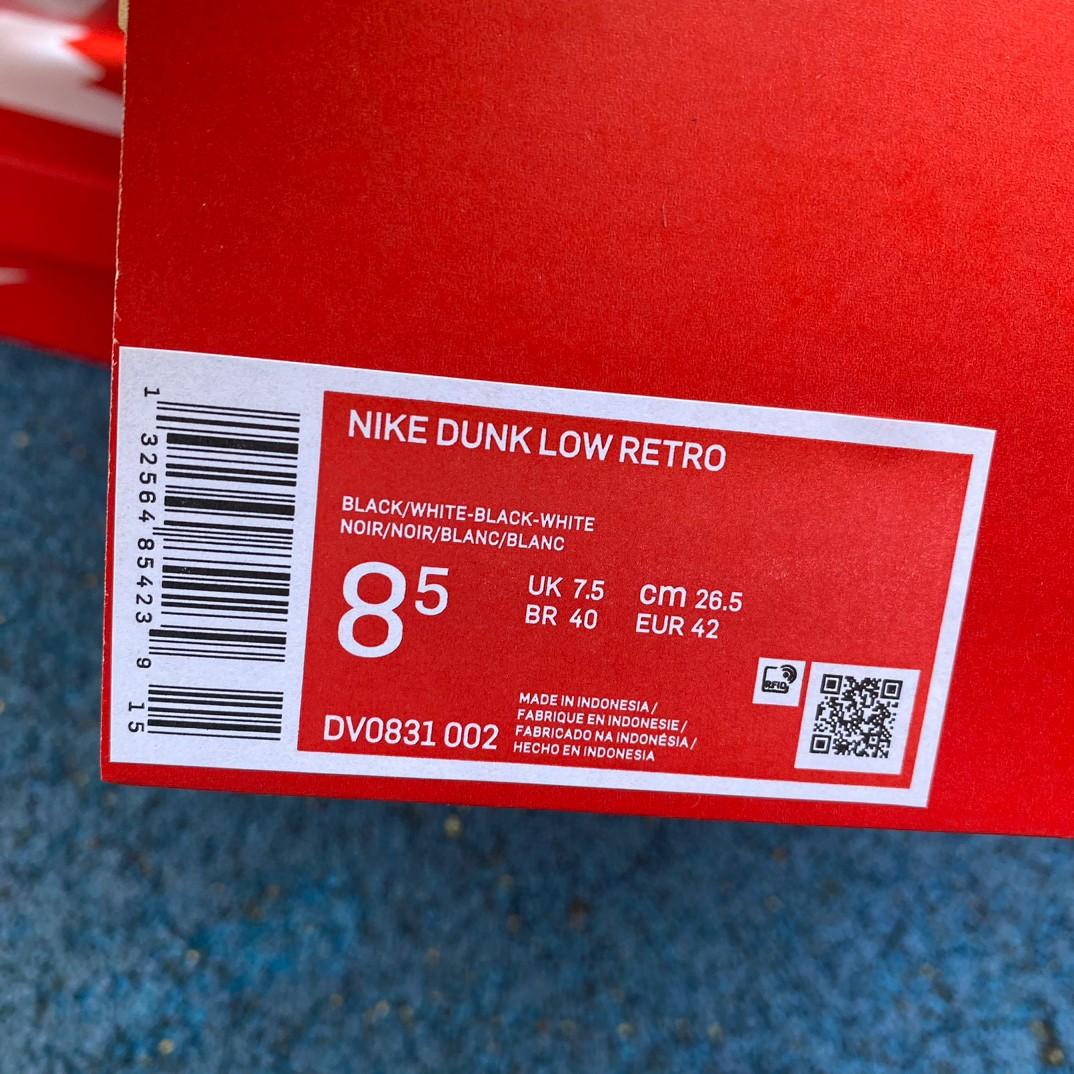 NIKE DUNK LOW RETRO
BLACK/WHITE-BLACK-WHITE
NOIR/NOIR/BLANC/BLANC
8 5
UK 7.5 cm 26.5
BR 40 EUR 42
DV0831 002
MADE IN INDONESIA /
FABRIQUE EN INDONESIE /
FABRICADO NA INDONÉSIA /
HECHO EN INDONESIA
RFID
1 32564 85423 9 15